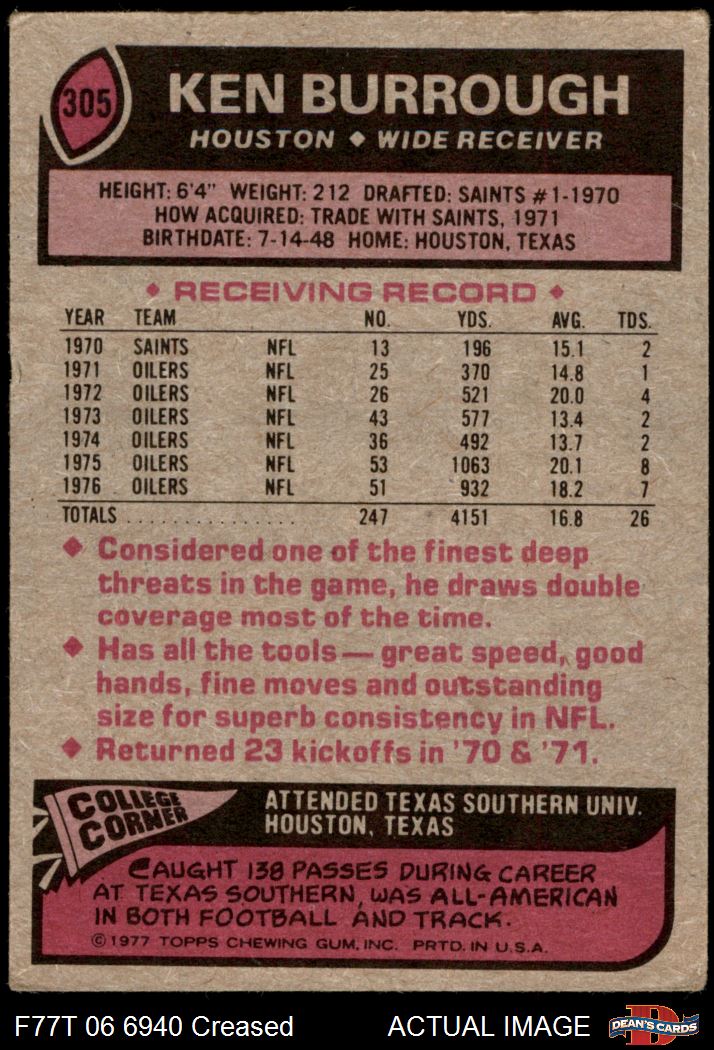 305
KEN BURROUGH
HOUSTON ◆ WIDE RECEIVER
HEIGHT: 6'4" WEIGHT: 212 DRAFTED: SAINTS #1-1970
HOW ACQUIRED: TRADE WITH SAINTS, 1971
BIRTHDATE: 7-14-48 HOME: HOUSTON, TEXAS
◆ RECEIVING RECORD ◆
YEAR TEAM NO. YDS. AVG. TDS.
1970 SAINTS NFL 13 196 15.1 2
1971 OILERS NFL 25 370 14.8 1
1972 OILERS NFL 26 521 20.0 4
1973 OILERS NFL 43 577 13.4 2
1974 OILERS NFL 36 492 13.7 2
1975 OILERS NFL 53 1063 20.1 8
1976 OILERS NFL 51 932 18.2 7
TOTALS . . . . . . . . . . . . . . . . 247 4151 16.8 26
◆ Considered one of the finest deep
threats in the game, he draws double
coverage most of the time.
◆ Has all the tools — great speed, good
hands, fine moves and outstanding
size for superb consistency in NFL.
◆ Returned 23 kickoffs in '70 & '71.
COLLEGE
CORNER
ATTENDED TEXAS SOUTHERN UNIV.
HOUSTON, TEXAS
CAUGHT 138 PASSES DURING CAREER
AT TEXAS SOUTHERN, WAS ALL-AMERICAN
IN BOTH FOOTBALL AND TRACK.
© 1977 TOPPS CHEWING GUM, INC. PRTD. IN U.S.A.
F77T 06 6940 Creased ACTUAL IMAGE
D
DEAN'S CARDS